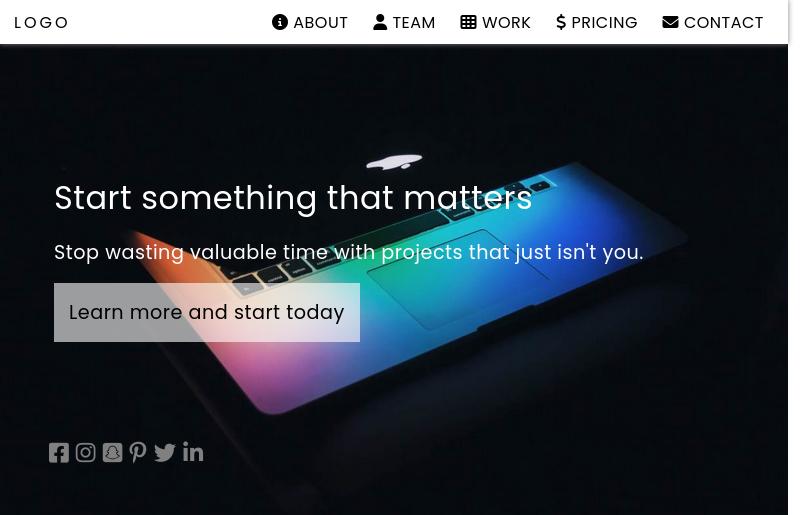 LOGO
ABOUT TEAM WORK PRICING CONTACT
Start something that matters
Stop wasting valuable time with projects that just isn't you.
Learn more and start today